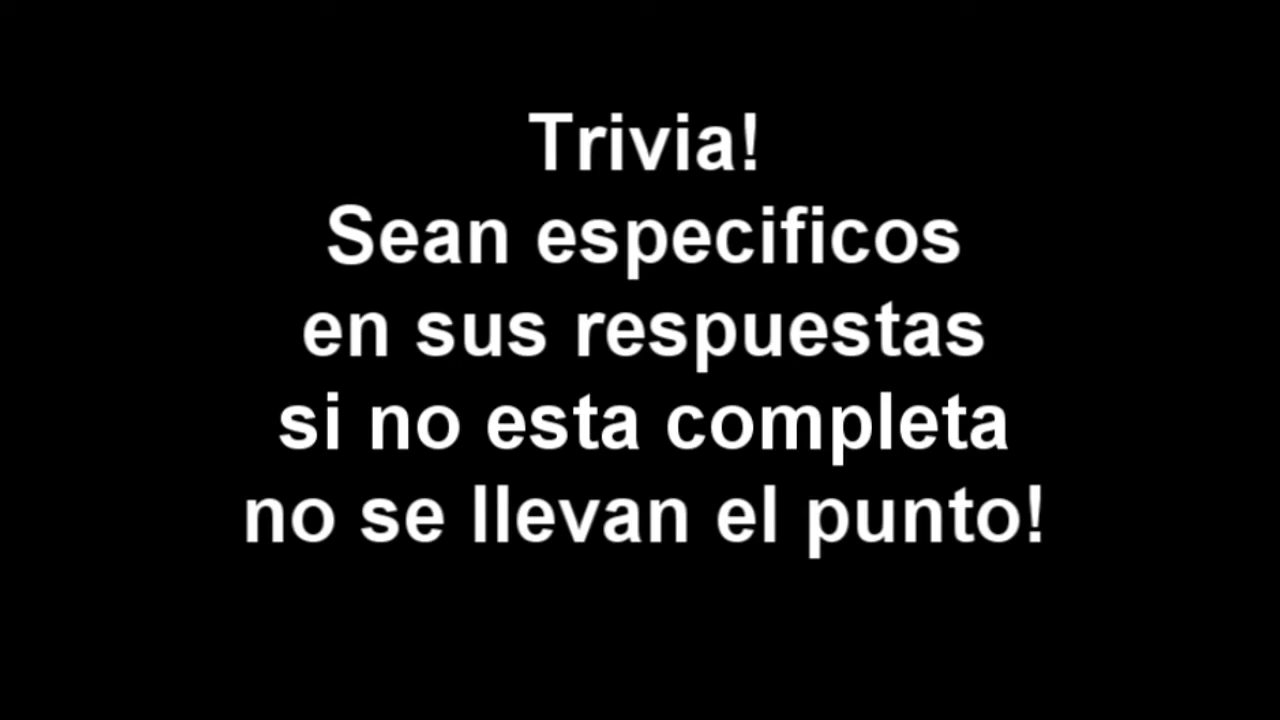 Trivia!
Sean especificos
en sus respuestas
si no esta completa
no se llevan el punto!